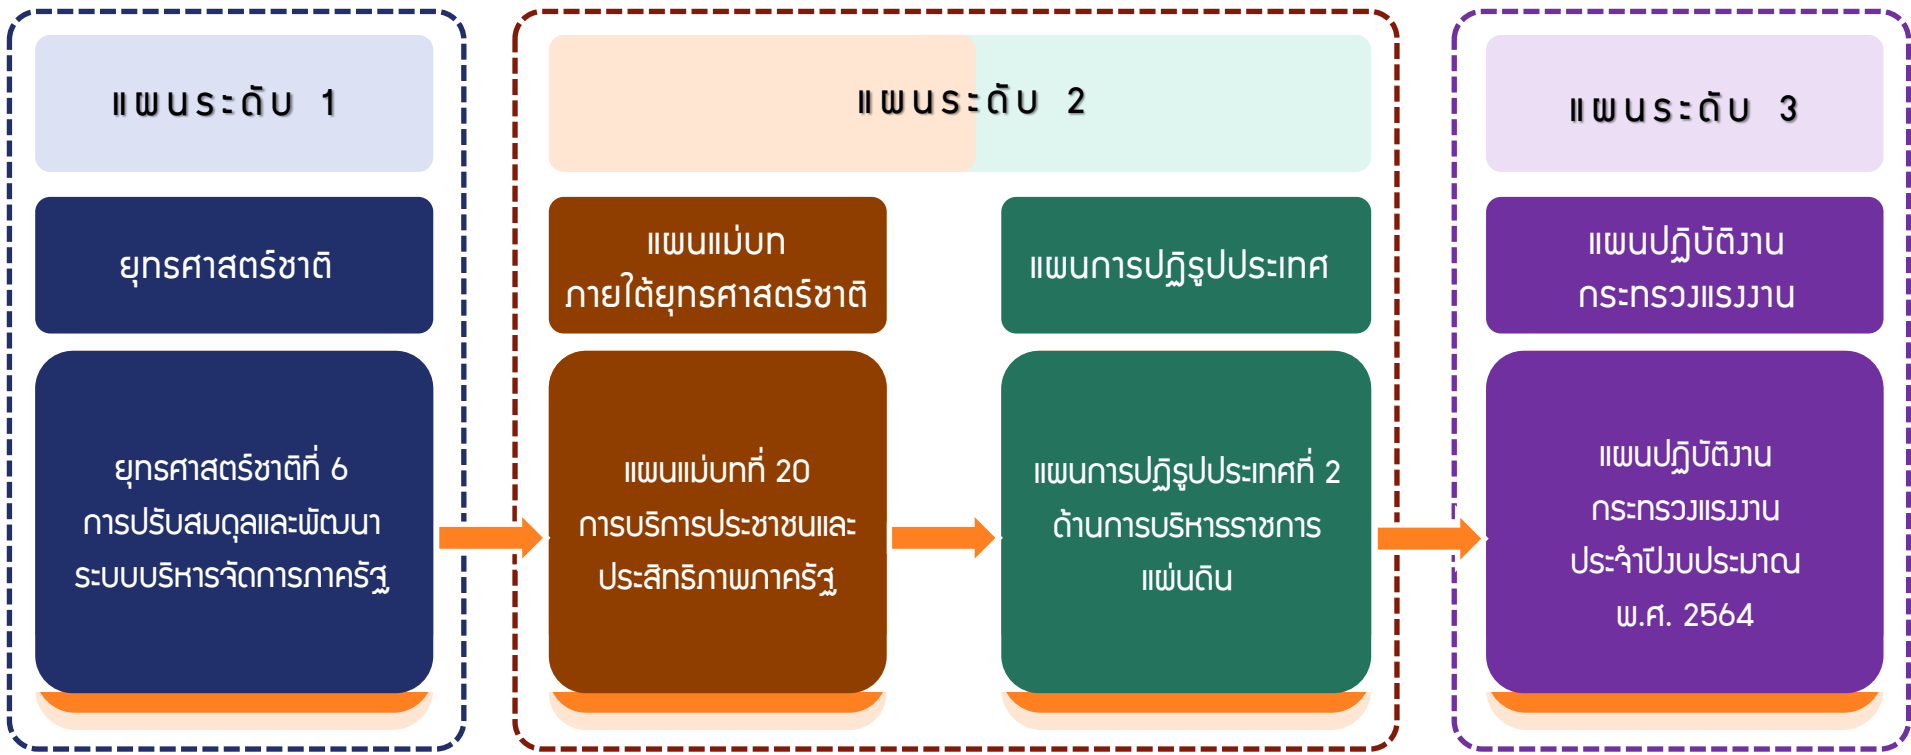 แผนระดับ 1
ยุทธศาสตร์ชาติ
ยุทธศาสตร์ชาติที่ 6
การปรับสมดุลและพัฒนา
ระบบบริหารจัดการภาครัฐ
แผนระดับ 2
แผนแม่บท
ภายใต้ยุทธศาสตร์ชาติ
แผนแม่บทที่ 20
การบริการประชาชนและ
ประสิทธิภาพภาครัฐ
แผนการปฏิรูปประเทศ
แผนการปฏิรูปประเทศที่ 2
ด้านการบริหารราชการ
แผ่นดิน
แผนระดับ 3
แผนปฏิบัติงาน
กระทรวงแรงงาน
แผนปฏิบัติงาน
กระทรวงแรงงาน
ประจำปีงบประมาณ
พ.ศ. 2564